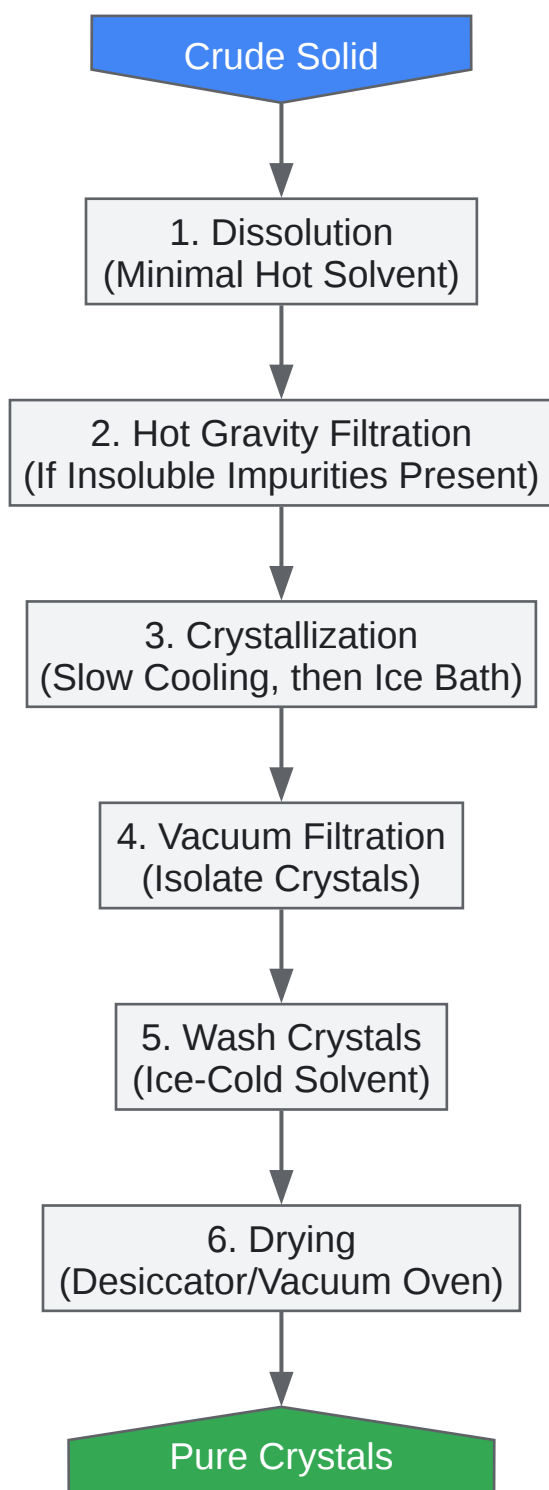 Crude Solid
1. Dissolution
(Minimal Hot Solvent)
2. Hot Gravity Filtration
(If Insoluble Impurities Present)
3. Crystallization
(Slow Cooling, then Ice Bath)
4. Vacuum Filtration
(Isolate Crystals)
5. Wash Crystals
(Ice-Cold Solvent)
6. Drying
(Desiccator/Vacuum Oven)
Pure Crystals